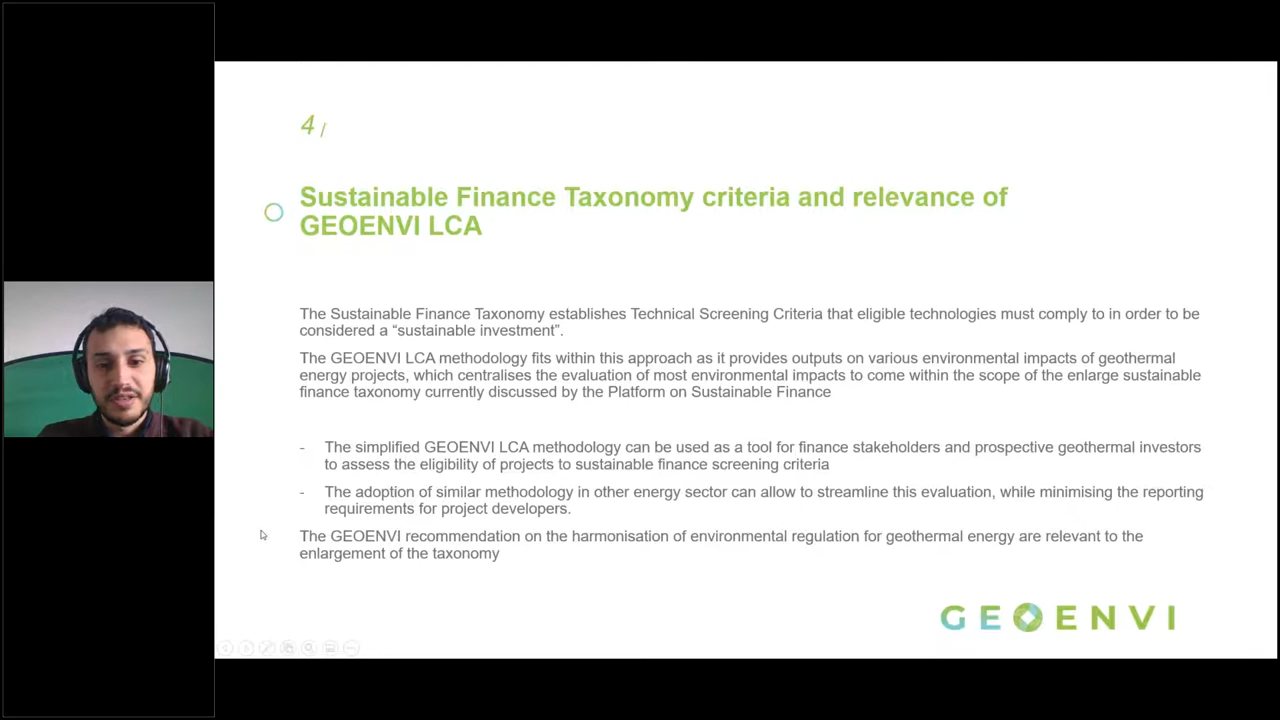 4 /
Sustainable Finance Taxonomy criteria and relevance of
GEOENVI LCA
The Sustainable Finance Taxonomy establishes Technical Screening Criteria that eligible technologies must comply to in order to be
considered a “sustainable investment”.
The GEOENVI LCA methodology fits within this approach as it provides outputs on various environmental impacts of geothermal
energy projects, which centralises the evaluation of most environmental impacts to come within the scope of the enlarge sustainable
finance taxonomy currently discussed by the Platform on Sustainable Finance
- The simplified GEOENVI LCA methodology can be used as a tool for finance stakeholders and prospective geothermal investors
to assess the eligibility of projects to sustainable finance screening criteria
- The adoption of similar methodology in other energy sector can allow to streamline this evaluation, while minimising the reporting
requirements for project developers.
The GEOENVI recommendation on the harmonisation of environmental regulation for geothermal energy are relevant to the
enlargement of the taxonomy
GEOENVI